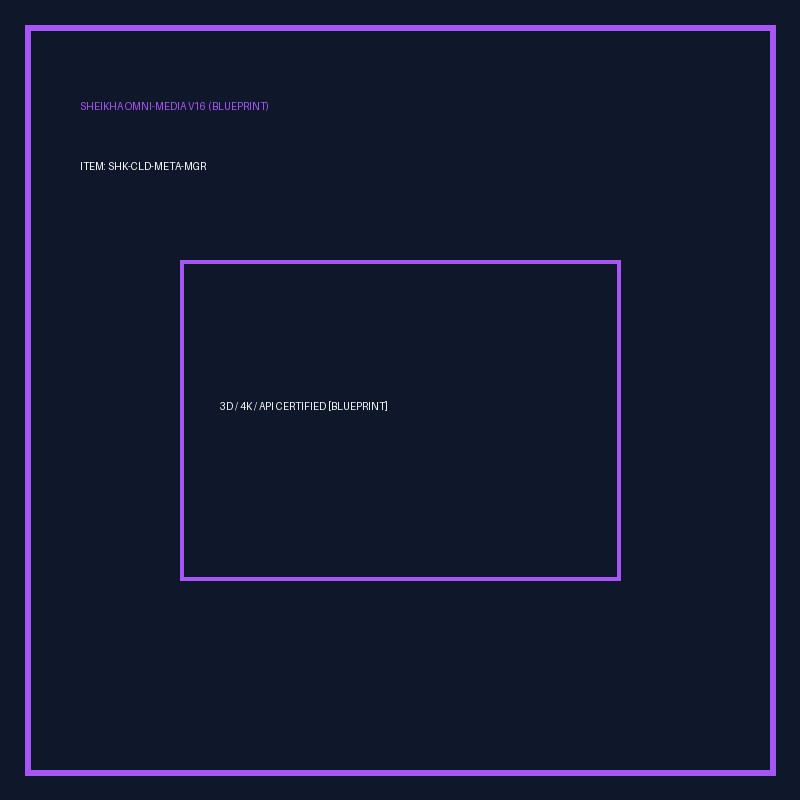 SHEIKHA OMNI-MEDIA V16 (BLUEPRINT)
ITEM: SHK-CLD-META-MGR
3D / 4K / API CERTIFIED [BLUEPRINT]